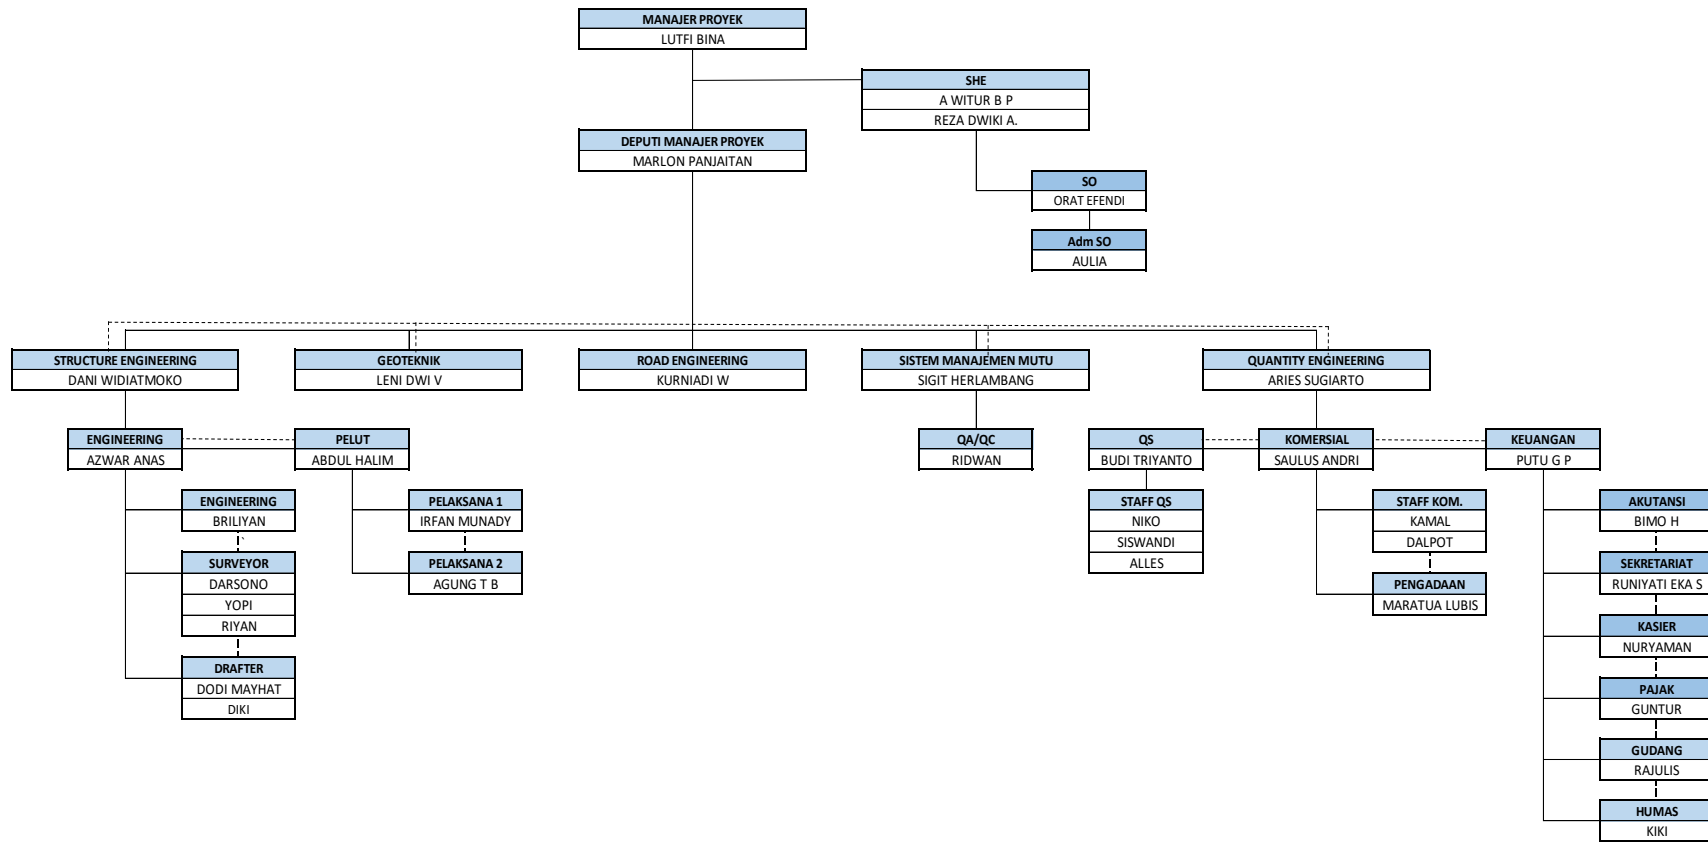 MANAJER PROYEK
LUTFI BINA
SHE
A WITUR B P
REZA DWIKI A.
DEPUTI MANAJER PROYEK
MARLON PANJAITAN
SO
ORAT EFENDI
Adm SO
AULIA
STRUCTURE ENGINEERING
DANI WIDIATMOKO
GEOTEKNIK
LENI DWI V
ROAD ENGINEERING
KURNIADI W
SISTEM MANAJEMEN MUTU
SIGIT HERLAMBANG
QUANTITY ENGINEERING
ARIES SUGIARTO
ENGINEERING
AZWAR ANAS
PELUT
ABDUL HALIM
QA/QC
RIDWAN
QS
BUDI TRIYANTO
KOMERSIAL
SAULUS ANDRI
KEUANGAN
PUTU G P
ENGINEERING
BRILIYAN
SURVEYOR
DARSONO
YOPI
RIYAN
DRAFTER
DODI MAYHAT
DIKI
PELAKSANA 1
IRFAN MUNADY
PELAKSANA 2
AGUNG T B
STAFF QS
NIKO
SISWANDI
ALLES
STAFF KOM.
KAMAL
DALPOT
PENGADAAN
MARATUA LUBIS
AKUTANSI
BIMO H
SEKRETARIAT
RUNIYATI EKA S
KASIER
NURYAMAN
PAJAK
GUNTUR
GUDANG
RAJULIS
HUMAS
KIKI